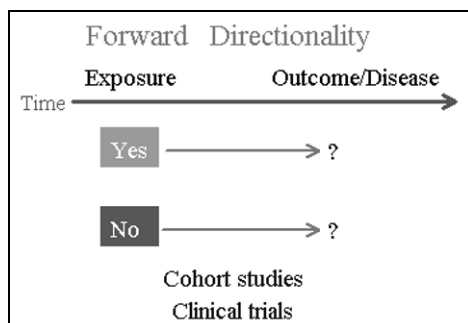 Forward Directionality
Exposure Outcome/Disease
Time
Yes ?
No ?
Cohort studies
Clinical trials